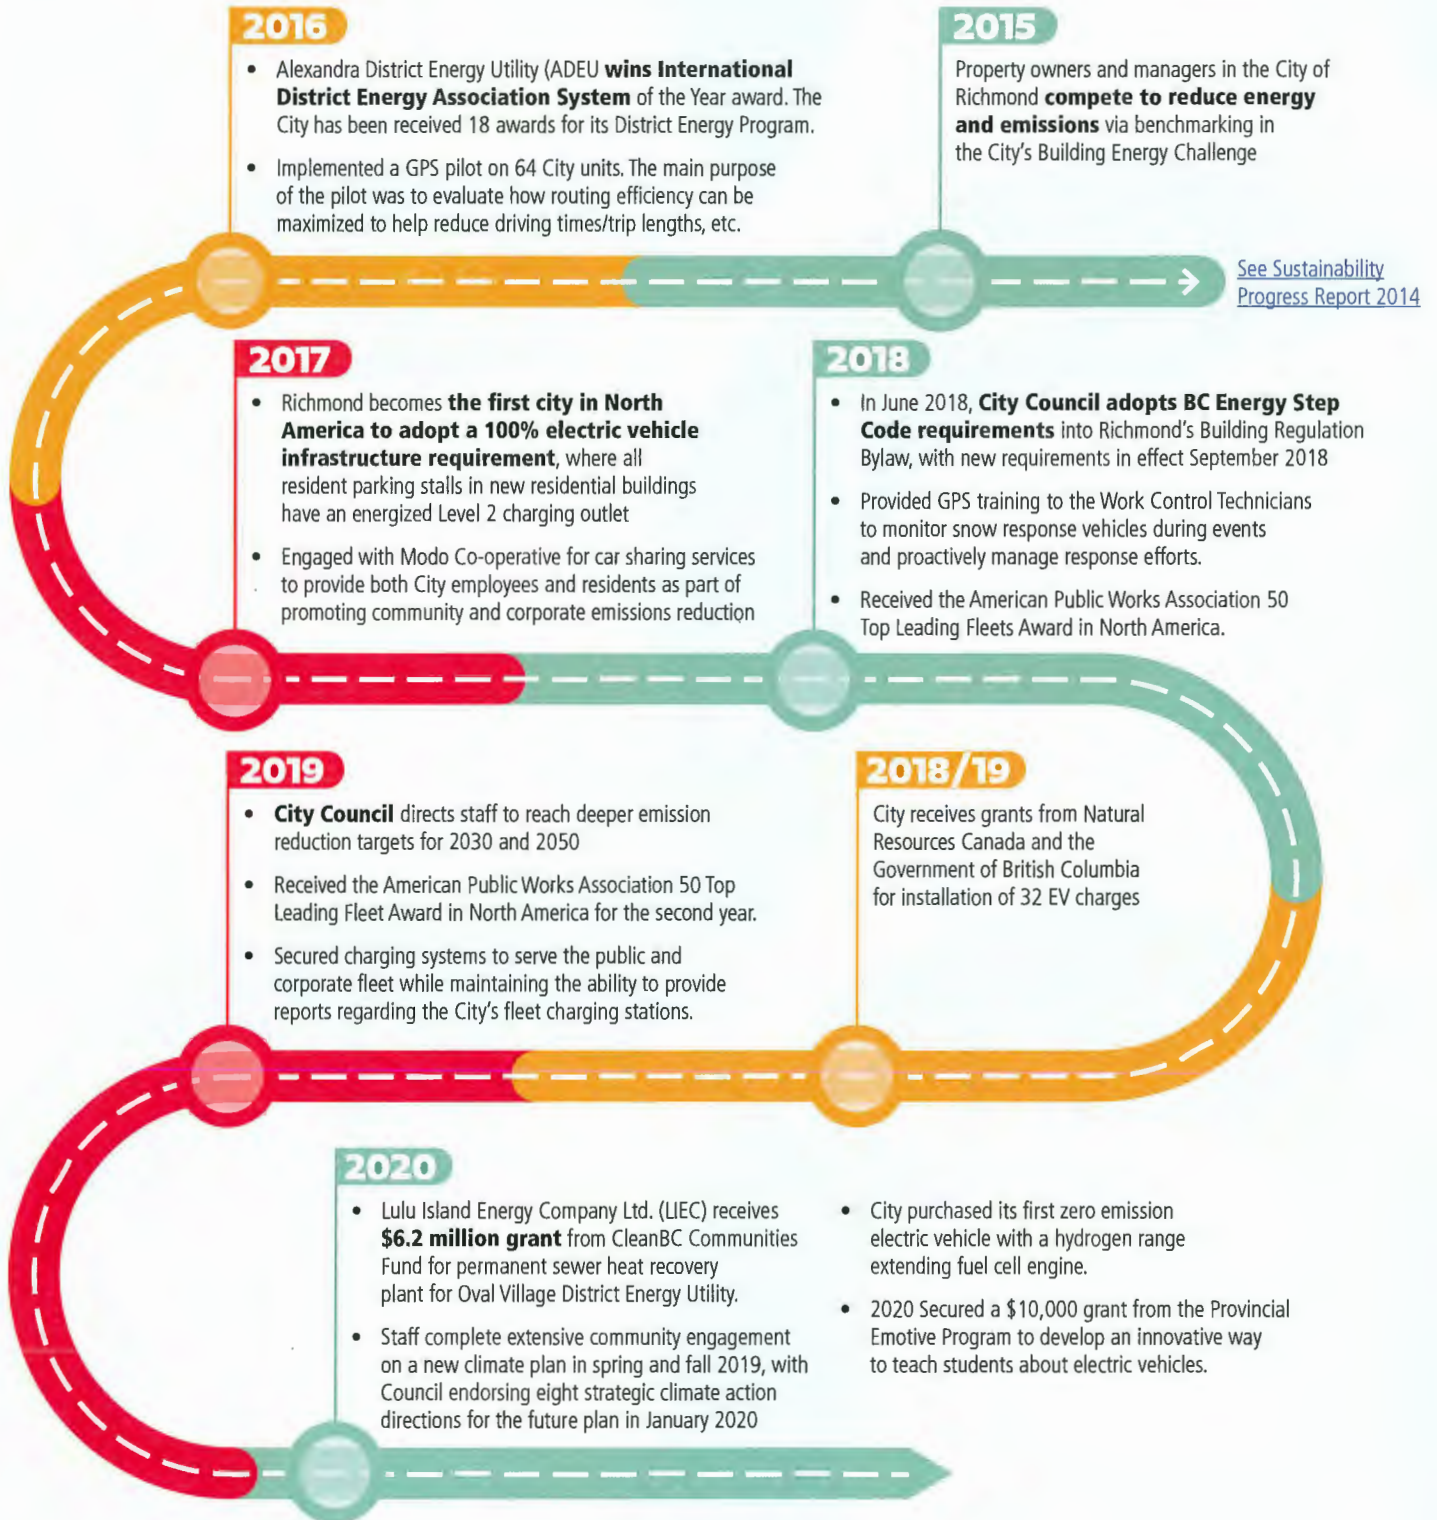 2016
• Alexandra District Energy Utility (ADEU wins International
District Energy Association System of the Year award. The
City has been received 18 awards for its District Energy Program.
• Implemented a GPS pilot on 64 City units. The main purpose
of the pilot was to evaluate how routing efficiency can be
maximized to help reduce driving times/trip lengths, etc.
2015
Property owners and managers in the City of
Richmond compete to reduce energy
and emissions via benchmarking in
the City's Building Energy Challenge
See Sustainability
Progress Report 2014
2017
• Richmond becomes the first city in North
America to adopt a 100% electric vehicle
infrastructure requirement, where all
resident parking stalls in new residential buildings
have an energized Level 2 charging outlet
• Engaged with Modo Co-operative for car sharing services
to provide both City employees and residents as part of
promoting community and corporate emissions reduction
2018
• In June 2018, City Council adopts BC Energy Step
Code requirements into Richmond's Building Regulation
Bylaw, with new requirements in effect September 2018
• Provided GPS training to the Work Control Technicians
to monitor snow response vehicles during events
and proactively manage response efforts.
• Received the American Public Works Association 50
Top Leading Fleets Award in North America.
2019
• City Council directs staff to reach deeper emission
reduction targets for 2030 and 2050
• Received the American Public Works Association 50 Top
Leading Fleet Award in North America for the second year.
• Secured charging systems to serve the public and
corporate fleet while maintaining the ability to provide
reports regarding the City's fleet charging stations.
2018/19
City receives grants from Natural
Resources Canada and the
Government of British Columbia
for installation of 32 EV charges
2020
• Lulu Island Energy Company Ltd. (LIEC) receives
$6.2 million grant from CleanBC Communities
Fund for permanent sewer heat recovery
plant for Oval Village District Energy Utility.
• Staff complete extensive community engagement
on a new climate plan in spring and fall 2019, with
Council endorsing eight strategic climate action
directions for the future plan in January 2020
• City purchased its first zero emission
electric vehicle with a hydrogen range
extending fuel cell engine.
• 2020 Secured a $10,000 grant from the Provincial
Emotive Program to develop an innovative way
to teach students about electric vehicles.